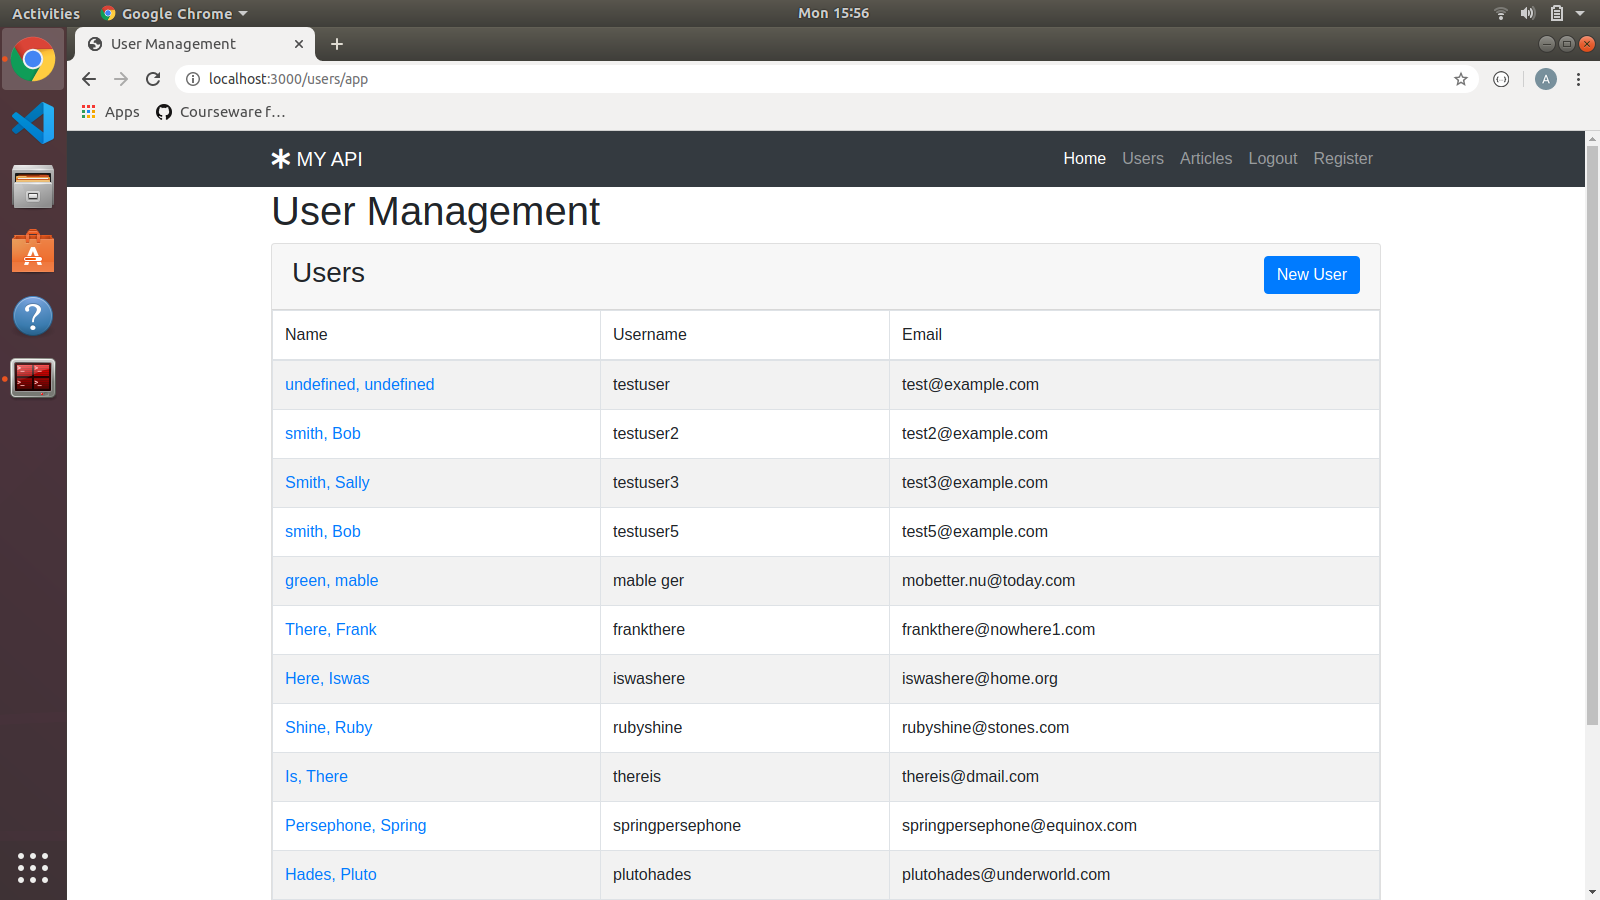 Activities Google Chrome Mon 15:56
User Management
localhost:3000/users/app A
Apps Courseware f...
MY API Home Users Articles Logout Register
User Management
Users New User
Name Username Email
undefined, undefined testuser test@example.com
smith, Bob testuser2 test2@example.com
Smith, Sally testuser3 test3@example.com
smith, Bob testuser5 test5@example.com
green, mable mable ger mobetter.nu@today.com
There, Frank frankthere frankthere@nowhere1.com
Here, Iswas iswashere iswashere@home.org
Shine, Ruby rubyshine rubyshine@stones.com
Is, There thereis thereis@dmail.com
Persephone, Spring springpersephone springpersephone@equinox.com
Hades, Pluto plutohades plutohades@underworld.com